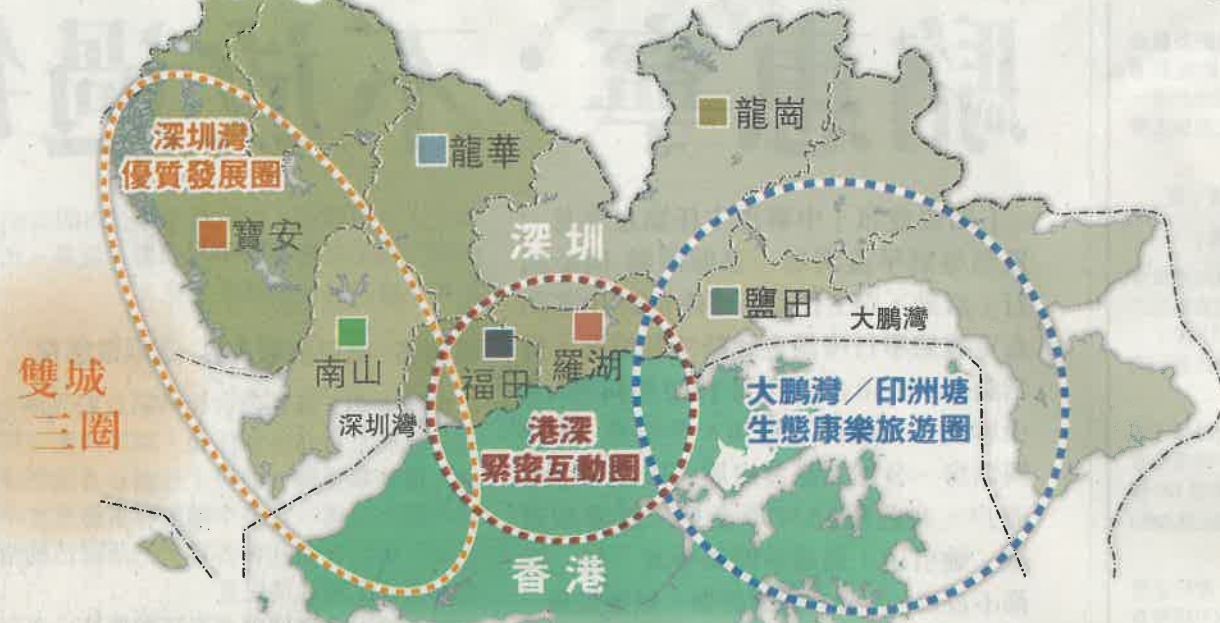 深圳灣
優質發展圈
寶安
龍華
龍崗
深圳
鹽田
大鵬灣
南山
福田
羅湖
深圳灣
雙城
三圈
港深
緊密互動圈
大鵬灣／印洲塘
生態康樂旅遊圈
香港